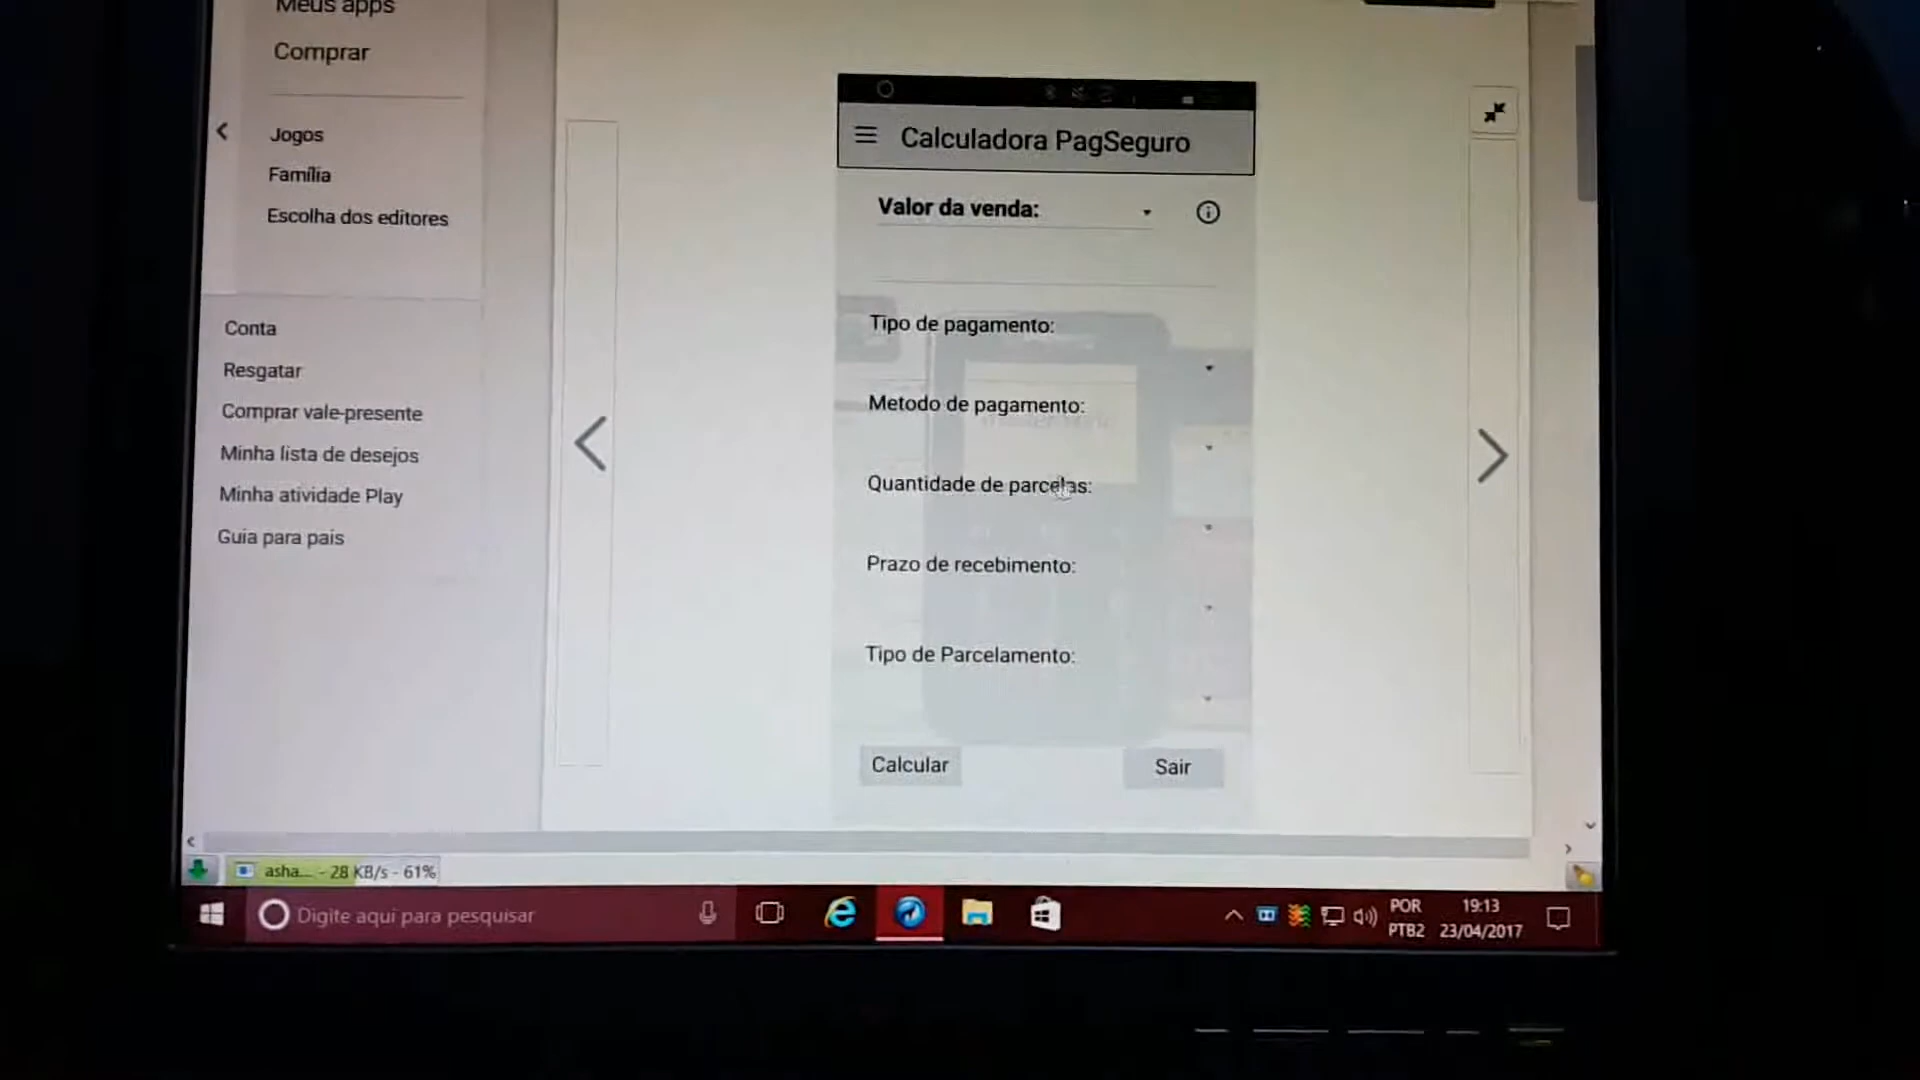 Meus apps
Comprar
Jogos
Família
Escolha dos editores
Conta
Resgatar
Comprar vale-presente
Minha lista de desejos
Minha atividade Play
Guia para pais
Calculadora PagSeguro
Valor da venda:
Tipo de pagamento:
Metodo de pagamento:
Quantidade de parcelas:
Prazo de recebimento:
Tipo de Parcelamento:
Calcular
Sair
asha... - 28 KB/s - 61%
Digite aqui para pesquisar
POR
PTB2
19:13
23/04/2017